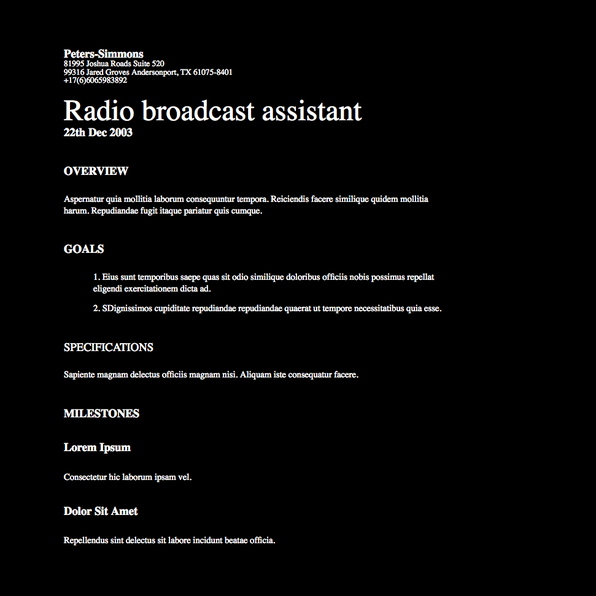 Peters-Simmons
81995 Joshua Roads Suite 520
99316 Jared Groves Andersonport, TX 61075-8401
+17(6)6065983892
Radio broadcast assistant
22th Dec 2003
OVERVIEW
Aspernatur quia mollitia laborum consequuntur tempora. Reiciendis facere similique quidem mollitia
harum. Repudiandae fugit itaque pariatur quis cumque.
GOALS
1. Eius sunt temporibus saepe quas sit odio similique doloribus officiis nobis possimus repellat
eligendi exercitationem dicta ad.
2. SDignissimos cupiditate repudiandae repudiandae quaerat ut tempore necessitatibus quia esse.
SPECIFICATIONS
Sapiente magnam delectus officiis magnam nisi. Aliquam iste consequatur facere.
MILESTONES
Lorem Ipsum
Consectetur hic laborum ipsam vel.
Dolor Sit Amet
Repellendus sint delectus sit labore incidunt beatae officia.